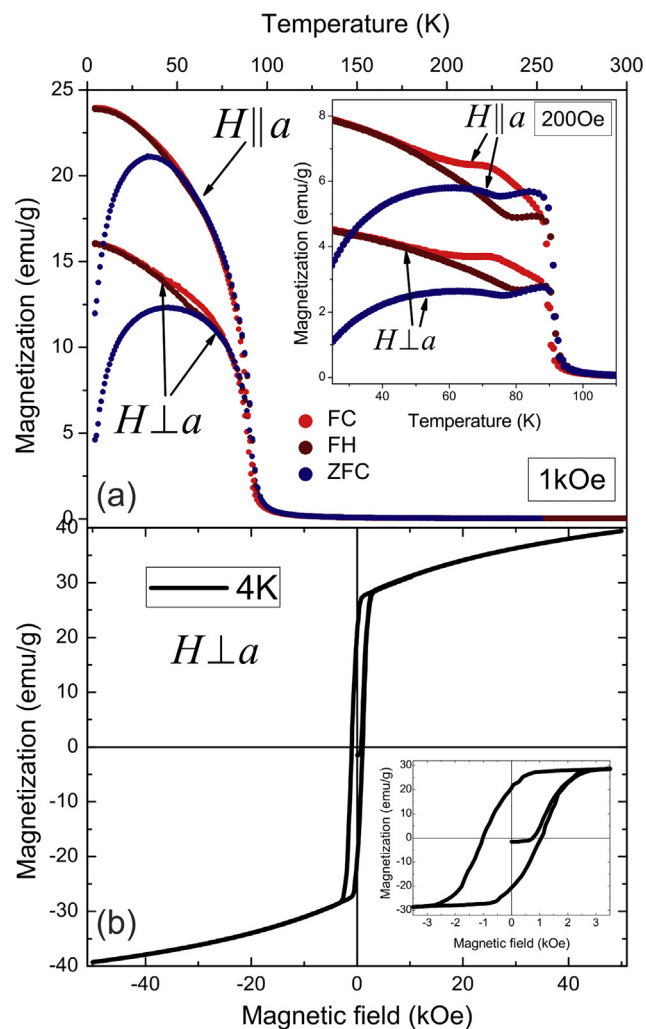 Temperature (K)
0 50 100 150 200 250 300
25
20
15
10
5
0
Magnetization (emu/g)
H||a
H⊥a
(a)
FC
FH
ZFC
1kOe
200Oe
8
6
4
2
0
Magnetization (emu/g)
H||a
H⊥a
40 60 80 100
Temperature (K)
40
30
20
10
0
-10
-20
-30
-40
Magnetization (emu/g)
4K
H⊥a
(b)
30
20
10
0
-10
-20
-30
Magnetization (emu/g)
-3 -2 -1 0 1 2 3
Magnetic field (kOe)
-40 -20 0 20 40
Magnetic field (kOe)